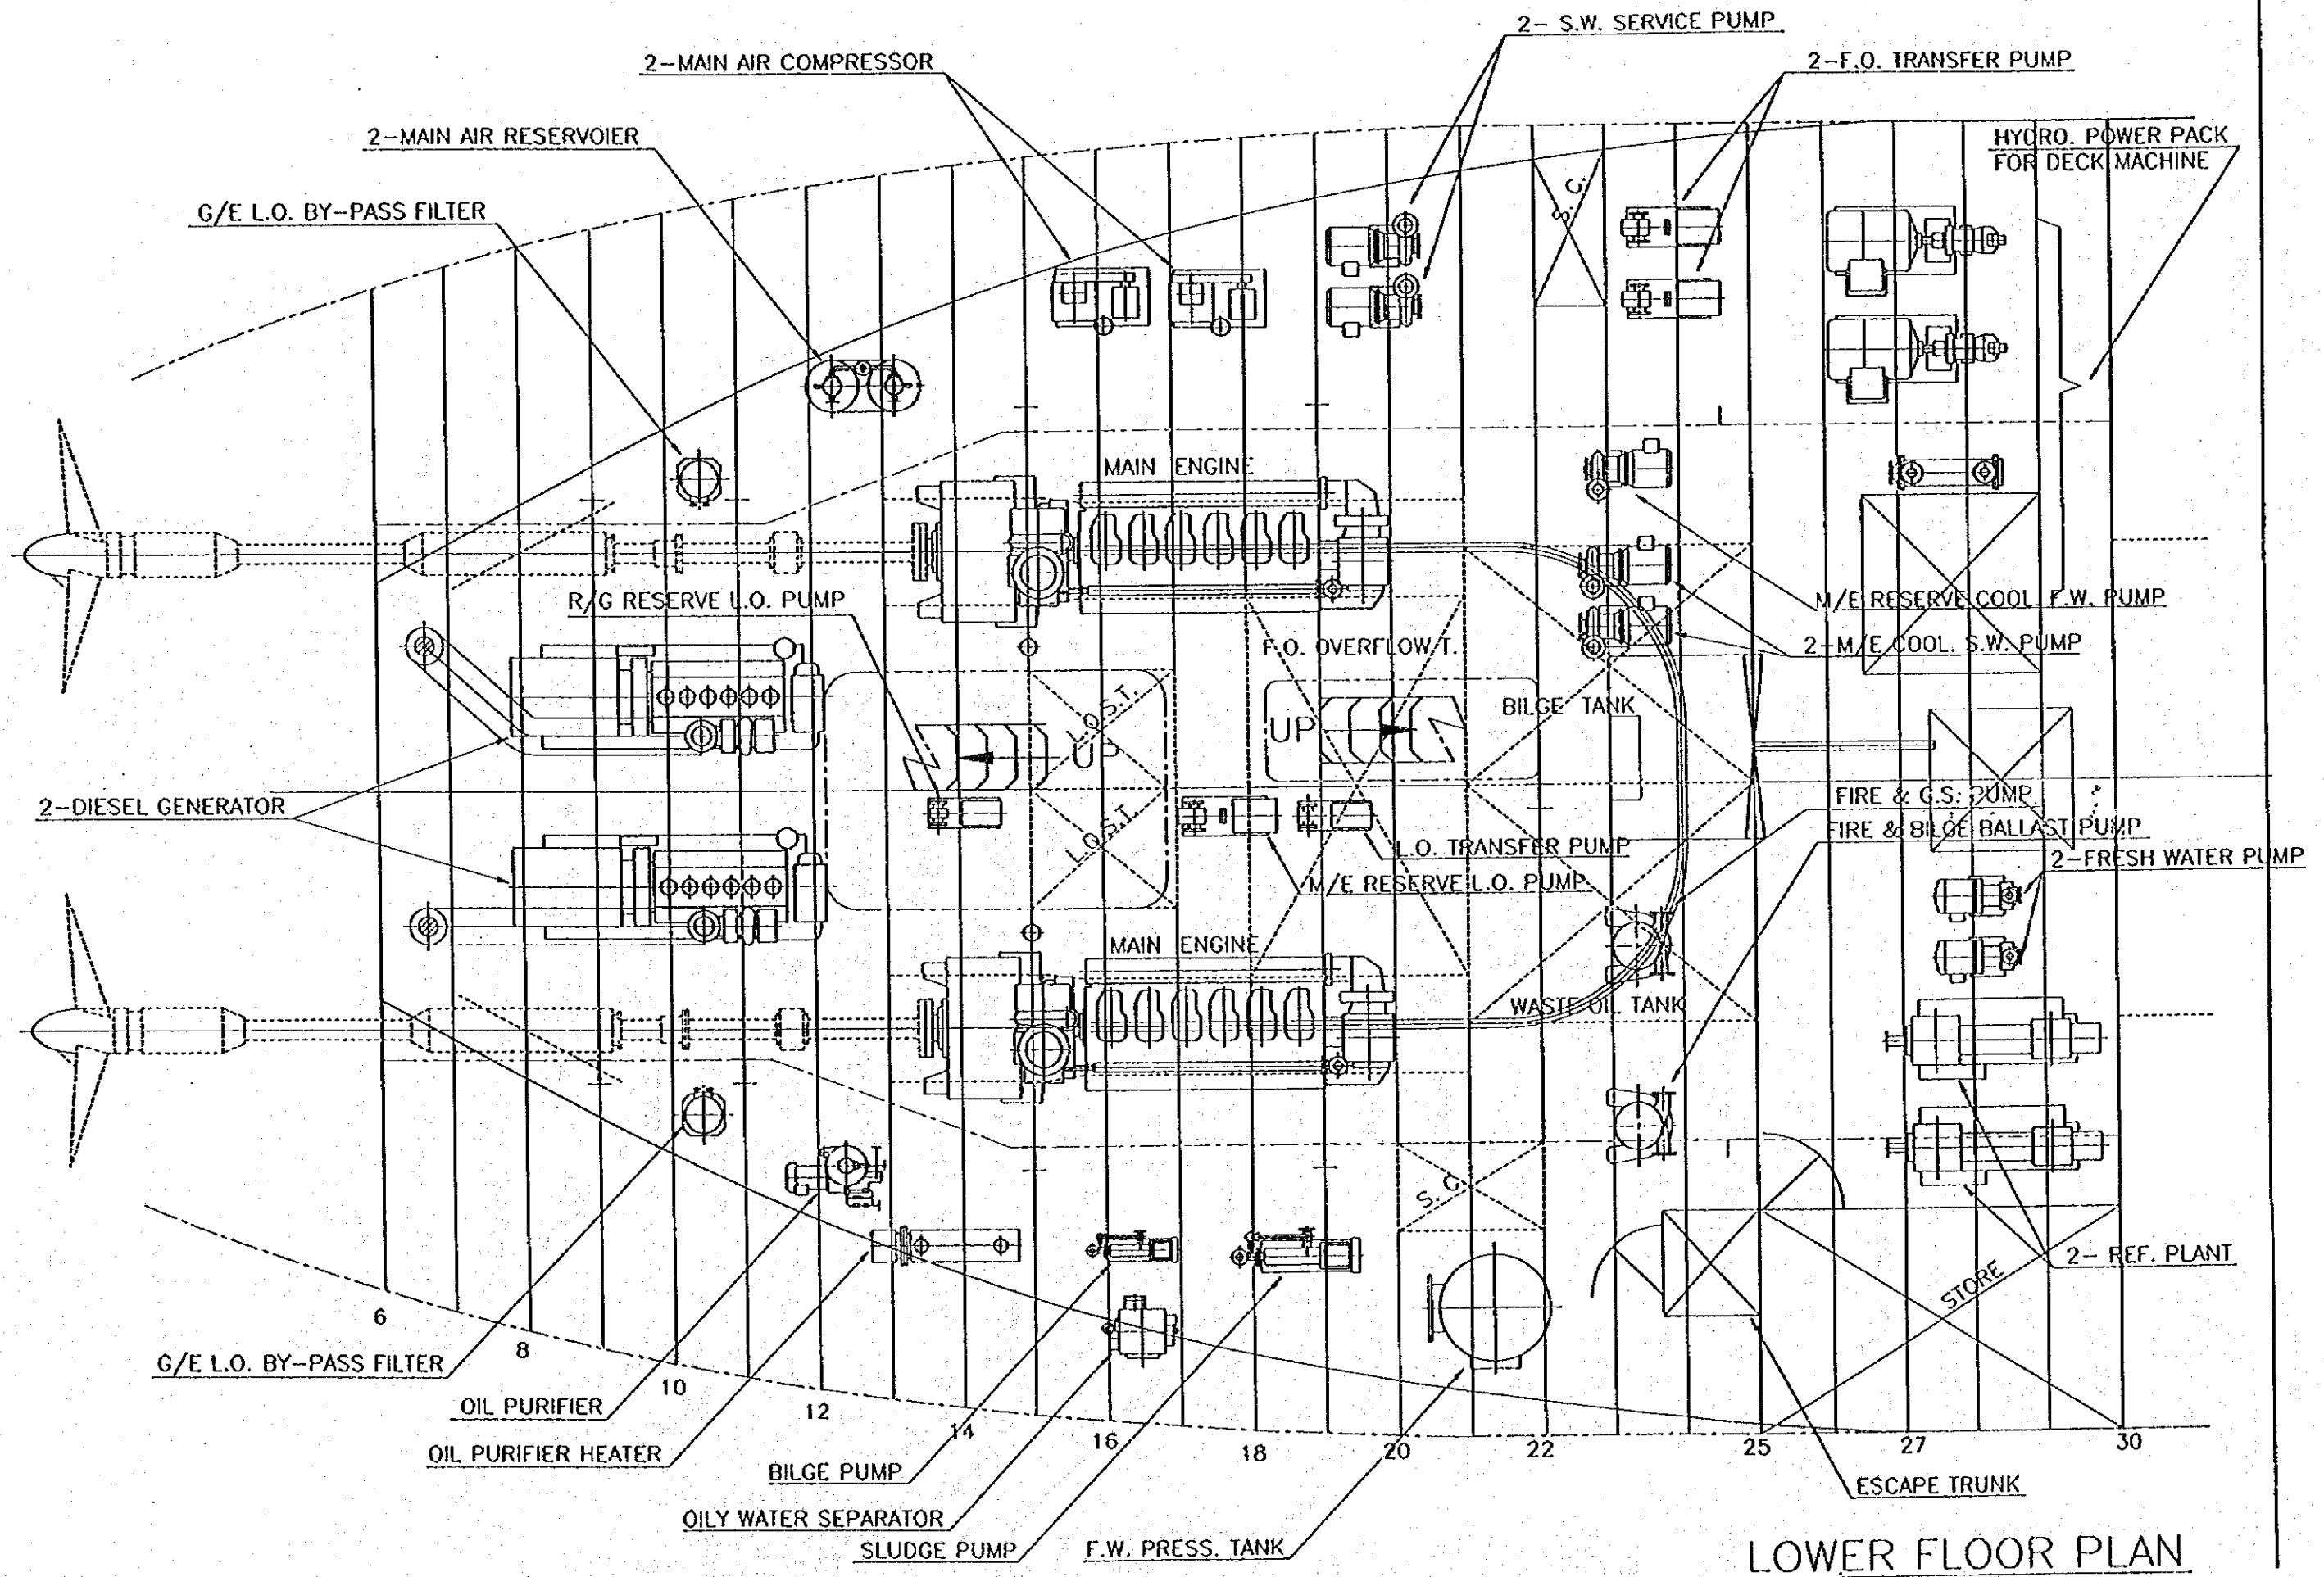 2- S.W. SERVICE PUMP
2-MAIN AIR COMPRESSOR
2-F.O. TRANSFER PUMP
2-MAIN AIR RESERVOIER
HYDRO. POWER PACK
FOR DECK MACHINE
G/E L.O. BY-PASS FILTER
S.C.
MAIN ENGINE
R/G RESERVE L.O. PUMP
M/E RESERVE COOL. F.W. PUMP
F.O. OVERFLOW T.
2-M/E COOL. S.W. PUMP
L.O.S.T.
BILGE TANK
UP
UP
2-DIESEL GENERATOR
FIRE & G.S. PUMP
L.O.S.T.
FIRE & BILGE BALLAST PUMP
L.O. TRANSFER PUMP
2-FRESH WATER PUMP
M/E RESERVE L.O. PUMP
MAIN ENGINE
WASTE OIL TANK
S. C.
2- REF. PLANT
STORE
6
8
10
12
14
16
18
20
22
25
27
30
G/E L.O. BY-PASS FILTER
OIL PURIFIER
OIL PURIFIER HEATER
BILGE PUMP
ESCAPE TRUNK
OILY WATER SEPARATOR
SLUDGE PUMP
F.W. PRESS. TANK
LOWER FLOOR PLAN